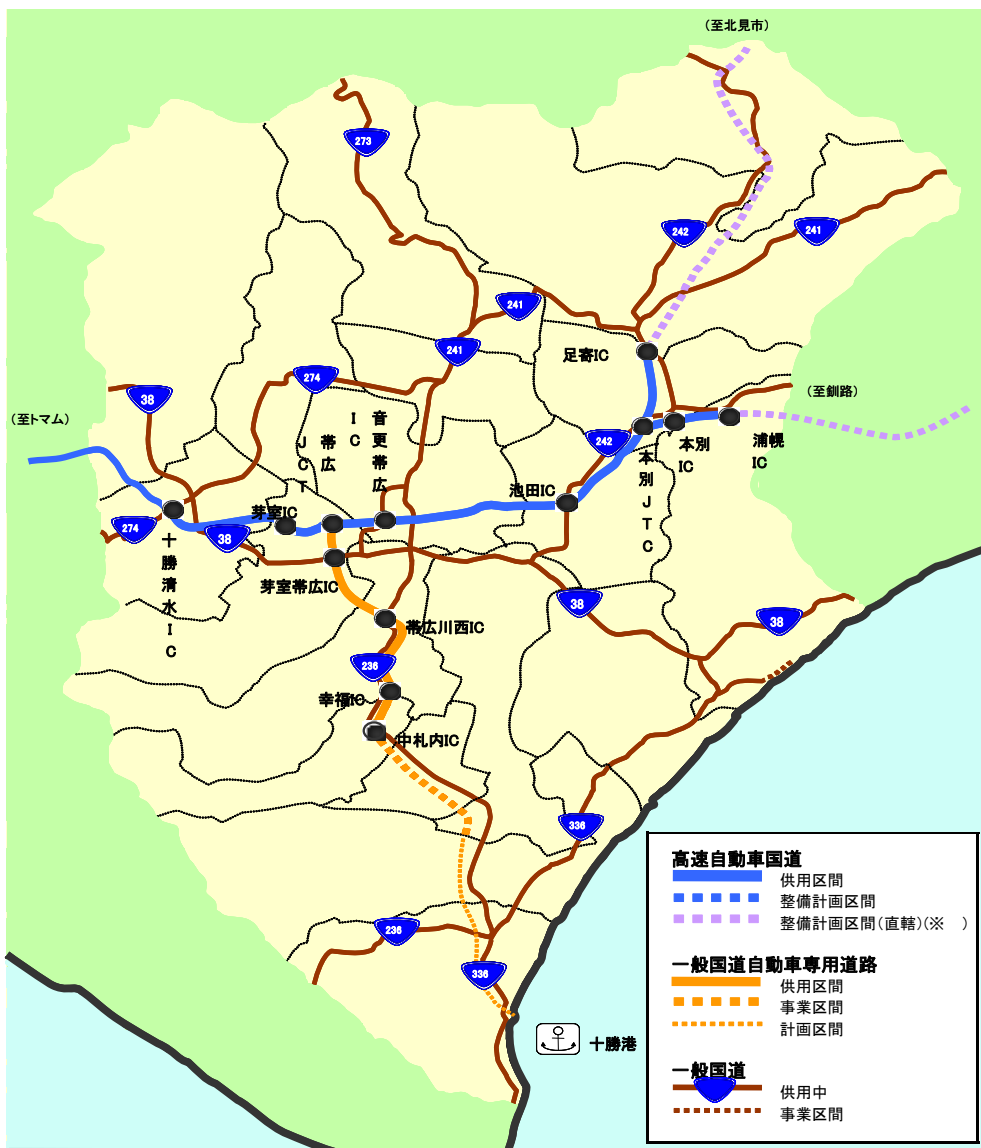 (至北見市)
273
242
241
241
241
足寄IC
274
38
(至釧路)
(至トマム)
音更帯広IC
帯広JCT
242
本別IC
浦幌IC
本別JTC
池田IC
芽室IC
274
38
十勝清水IC
芽室帯広IC
38
38
帯広川西IC
236
幸福IC
中札内IC
336
236
336
十勝港
高速自動車国道
供用区間
整備計画区間
整備計画区間(直轄)(※ )
一般国道自動車専用道路
供用区間
事業区間
計画区間
一般国道
供用中
事業区間